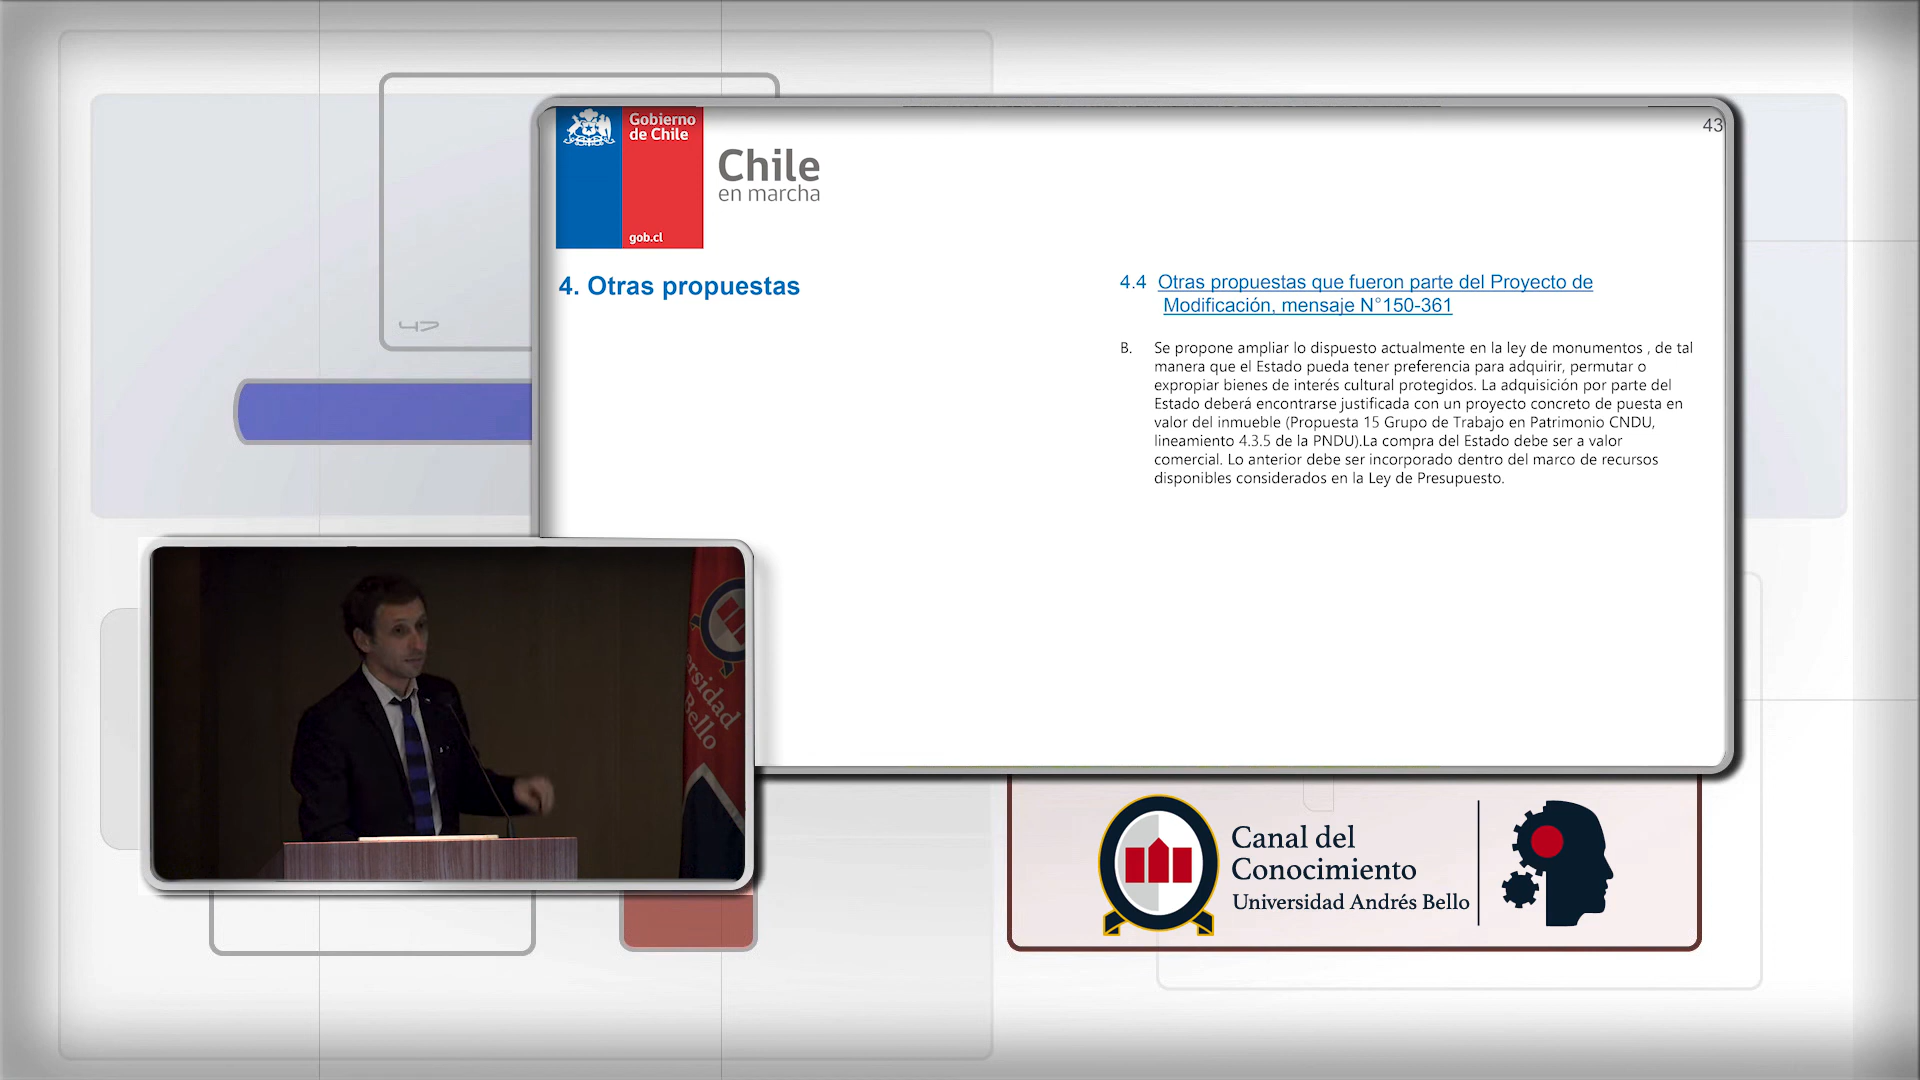 Gobierno
de Chile
gob.cl
Chile
en marcha
43
4. Otras propuestas
4.4 Otras propuestas que fueron parte del Proyecto de
Modificación, mensaje N°150-361
B. Se propone ampliar lo dispuesto actualmente en la ley de monumentos , de tal
manera que el Estado pueda tener preferencia para adquirir, permutar o
expropiar bienes de interés cultural protegidos. La adquisición por parte del
Estado deberá encontrarse justificada con un proyecto concreto de puesta en
valor del inmueble (Propuesta 15 Grupo de Trabajo en Patrimonio CNDU,
lineamiento 4.3.5 de la PNDU).La compra del Estado debe ser a valor
comercial. Lo anterior debe ser incorporado dentro del marco de recursos
disponibles considerados en la Ley de Presupuesto.
ersidad
Bello
Canal del
Conocimiento
Universidad Andrés Bello